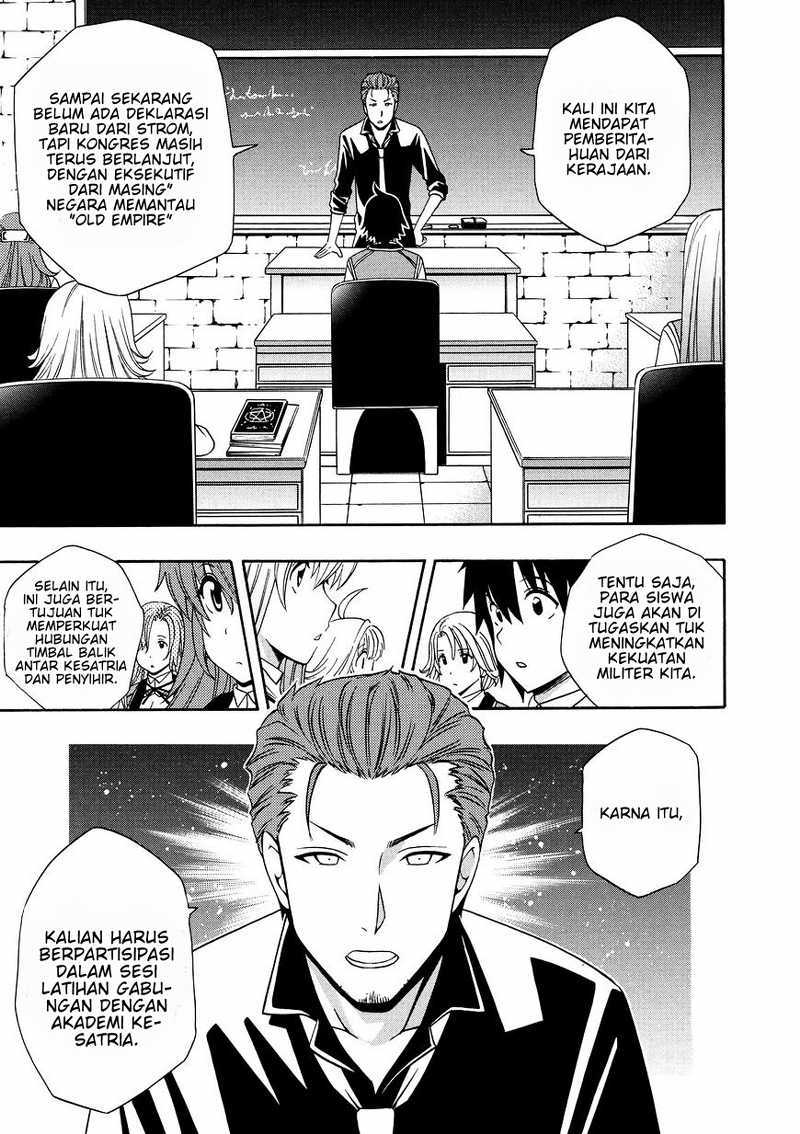 KALI INI KITA
MENDAPAT
PEMBERITA-
HUAN DARI
KERAJAAN.
SAMPAI SEKARANG
BELUM ADA DEKLARASI
BARU DARI STROM,
TAPI KONGRES MASIH
TERUS BERLANJUT,
DENGAN EKSEKUTIF
DARI MASING"
NEGARA MEMANTAU
"OLD EMPIRE"
TENTU SAJA,
PARA SISWA
JUGA AKAN DI
TUGASKAN TUK
MENINGKATKAN
KEKUATAN
MILITER KITA.
SELAIN ITU,
INI JUGA BER-
TUJUAN TUK
MEMPERKUAT
HUBUNGAN
TIMBAL BALIK
ANTAR KESATRIA
DAN PENYIHIR.
KARNA ITU,
KALIAN HARUS
BERPARTISIPASI
DALAM SESI
LATIHAN GABU-
NGAN DENGAN
AKADEMI KE-
SATRIA.